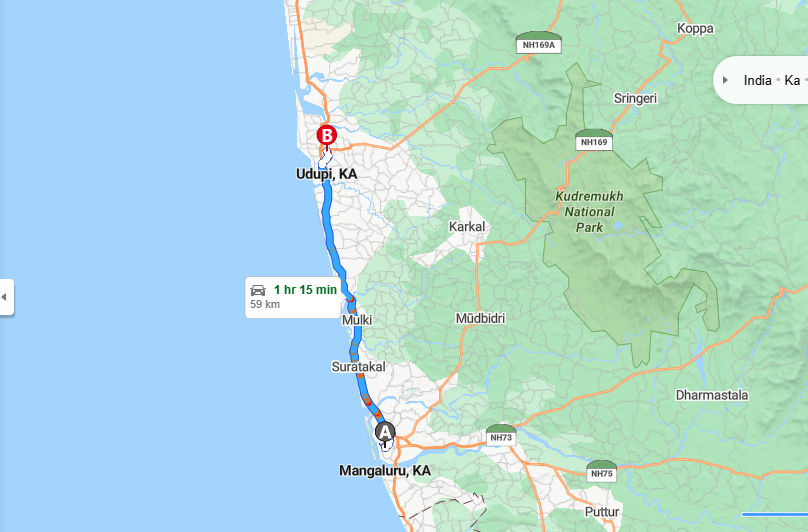 Koppa
NH169A
India
Ka
Sringeri
B
NH169
Udupi, KA
Kudremukh
National
Park
Karkal
1 hr 15 min
59 km
Mulki
Mūdbidri
Suratakal
Dharmastala
A
NH73
Mangaluru, KA
NH75
Puttur